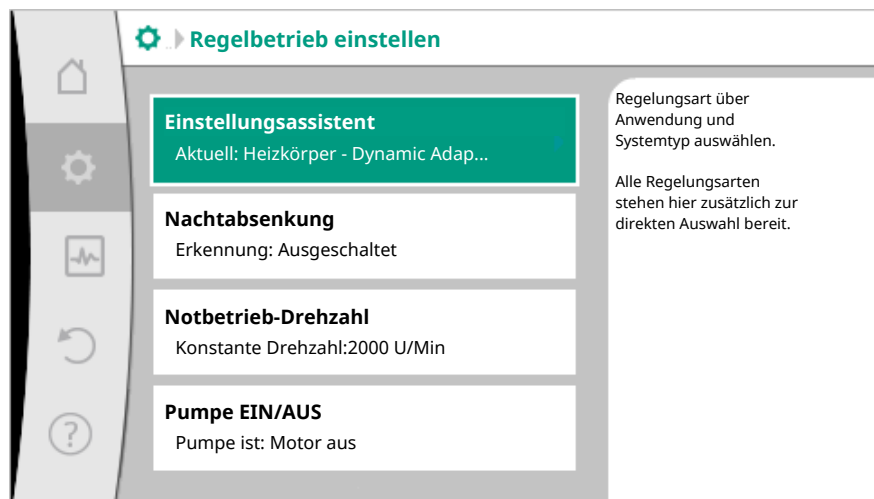 Regelbetrieb einstellen
Einstellungsassistent
Aktuell: Heizkörper - Dynamic Adap...
Nachtabsenkung
Erkennung: Ausgeschaltet
Notbetrieb-Drehzahl
Konstante Drehzahl:2000 U/Min
Pumpe EIN/AUS
Pumpe ist: Motor aus
Regelungsart über
Anwendung und
Systemtyp auswählen.
Alle Regelungsarten
stehen hier zusätzlich zur
direkten Auswahl bereit.
?